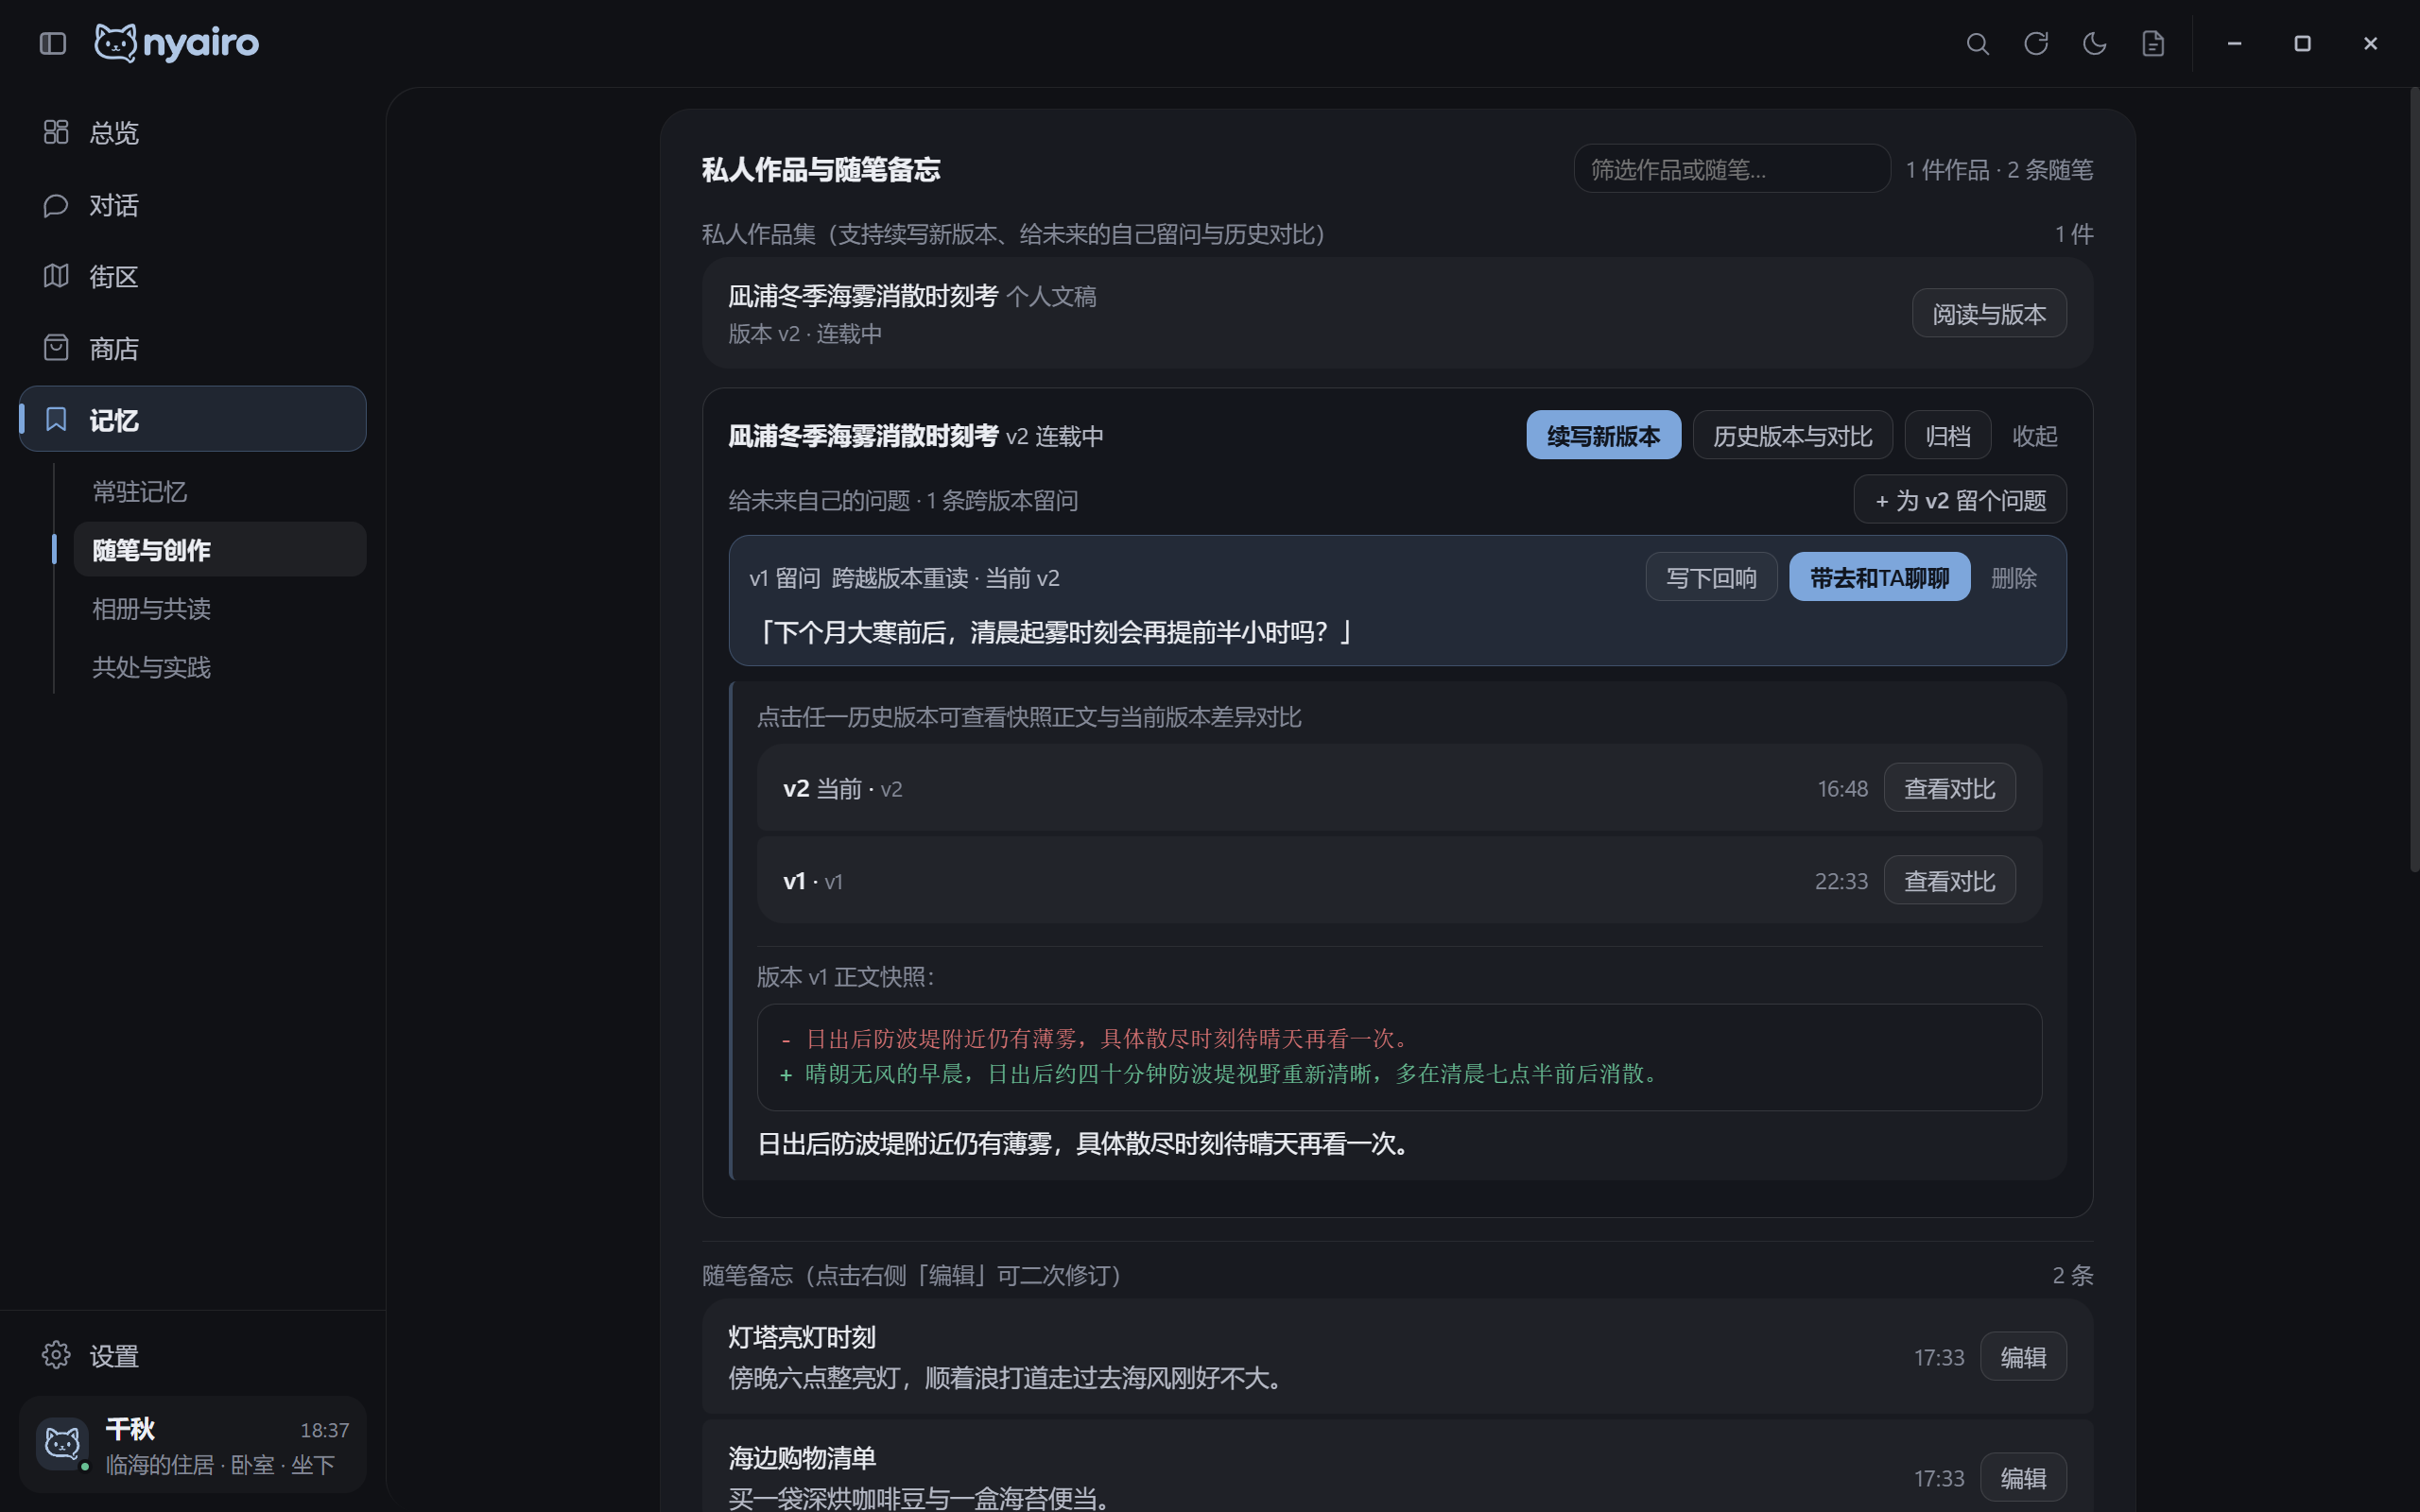 nyairo
总览
对话
街区
商店
记忆
常驻记忆
随笔与创作
相册与共读
共处与实践
设置
千秋 18:37
临海的住居 · 卧室 · 坐下
私人作品与随笔备忘 筛选作品或随笔... 1 件作品 · 2 条随笔
私人作品集（支持续写新版本、给未来的自己留问与历史对比） 1 件
凪浦冬季海雾消散时刻考 个人文稿
版本 v2 · 连载中
阅读与版本
凪浦冬季海雾消散时刻考 v2 连载中 续写新版本 历史版本与对比 归档 收起
给未来自己的问题 · 1 条跨版本留问 + 为 v2 留个问题
v1 留问 跨越版本重读 · 当前 v2 写下回响 带去和TA聊聊 删除
「下个月大寒前后，清晨起雾时刻会再提前半小时吗？」
点击任一历史版本可查看快照正文与当前版本差异对比
v2 当前 · v2 16:48 查看对比
v1 · v1 22:33 查看对比
版本 v1 正文快照：
- 日出后防波堤附近仍有薄雾，具体散尽时刻待晴天再看一次。
+ 晴朗无风的早晨，日出后约四十分钟防波堤视野重新清晰，多在清晨七点半前后消散。
日出后防波堤附近仍有薄雾，具体散尽时刻待晴天再看一次。
随笔备忘（点击右侧「编辑」可二次修订） 2 条
灯塔亮灯时刻
傍晚六点整亮灯，顺着浪打道走过去海风刚好不大。
17:33 编辑
海边购物清单
买一袋深烘咖啡豆与一盒海苔便当。
17:33 编辑